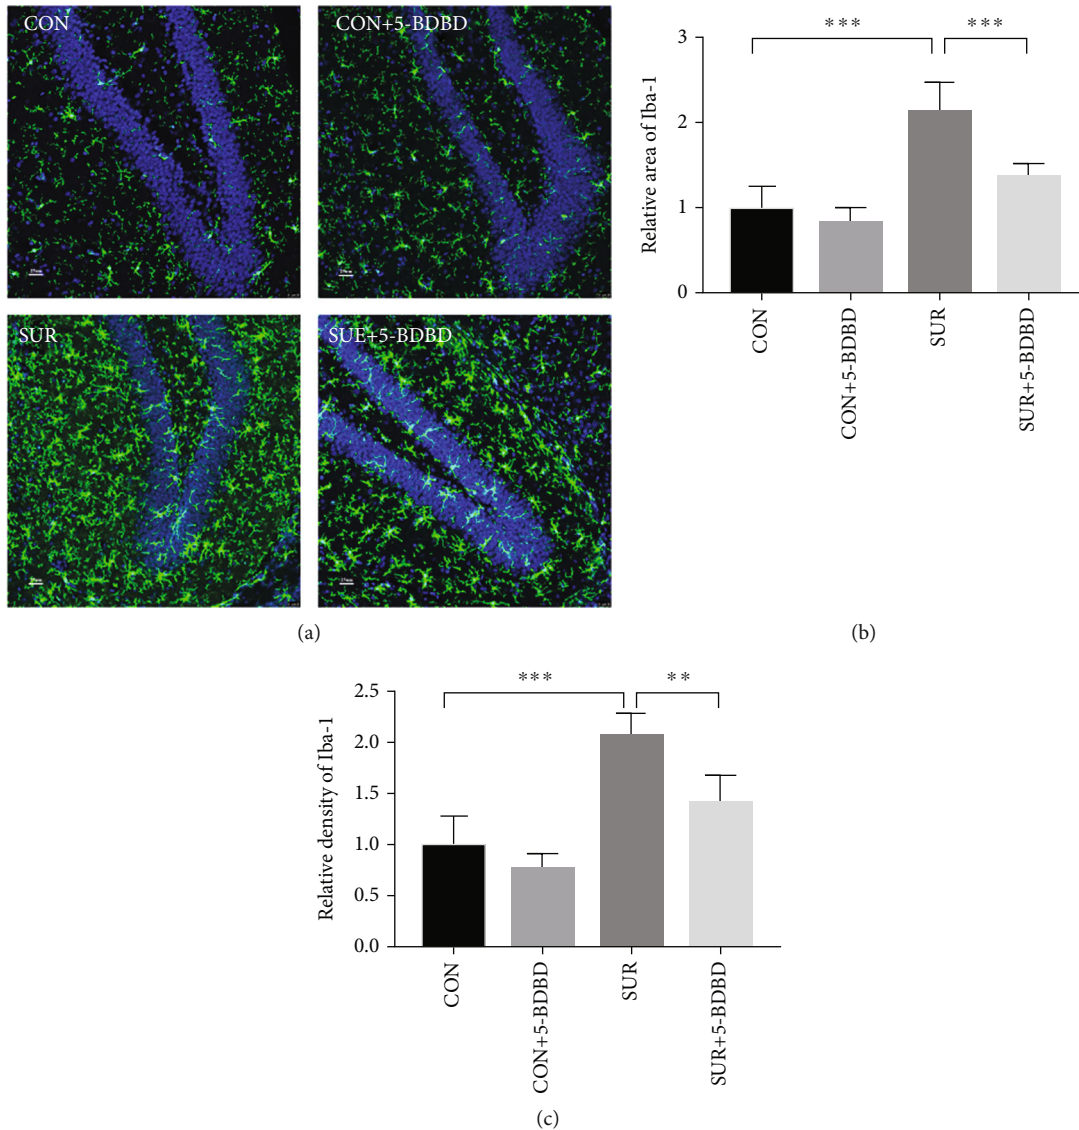 CON
CON+5-BDBD
SUR
SUE+5-BDBD
(a)
Relative area of Iba-1
3
2
1
0
***
***
CON
CON+5-BDBD
SUR
SUR+5-BDBD
(b)
Relative density of Iba-1
2.5
2.0
1.5
1.0
0.5
0.0
***
**
CON
CON+5-BDBD
SUR
SUR+5-BDBD
(c)